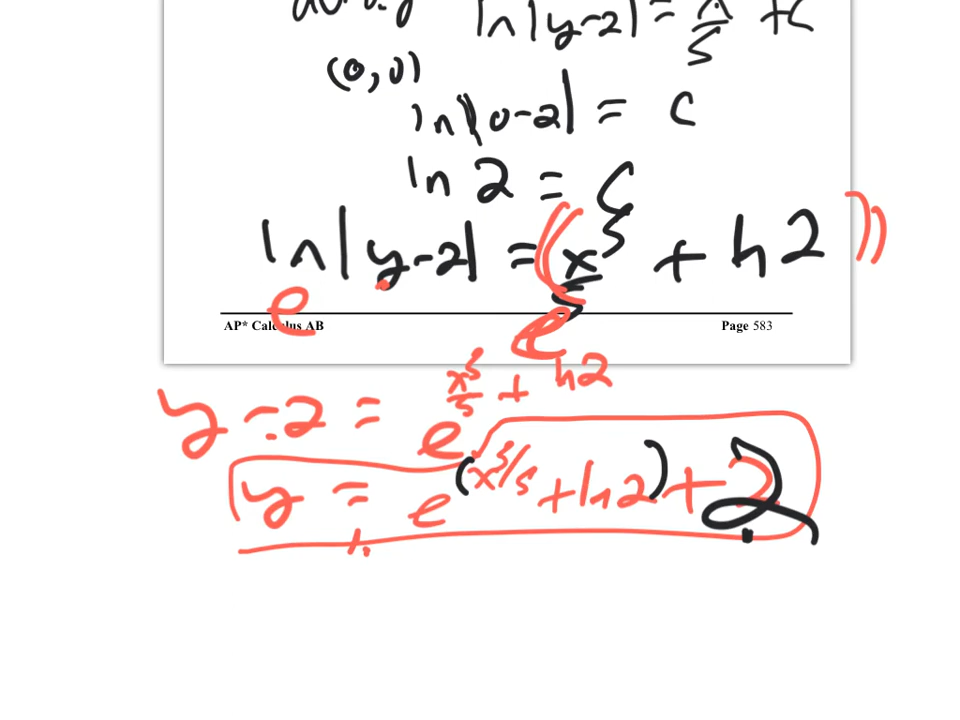 ln|y-2| = x/5 + C
(0,0)
ln|0-2| = C
ln 2 = C
ln|y-2| = ((x^5/5 + ln2))
e e
AP* Calculus AB Page 583
y-2 = e^(x^5/5 + ln2)
y = e^(x^5/5 + ln2) + 2